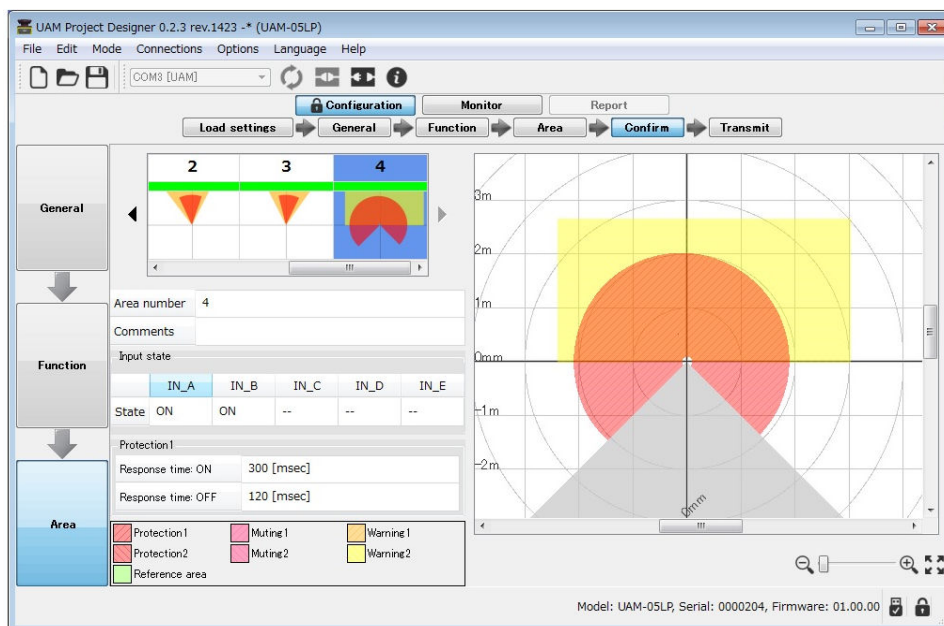 UAM Project Designer 0.2.3 rev.1423 -* (UAM-05LP)
File Edit Mode Connections Options Language Help
COM3 [UAM]
Configuration Monitor Report
Load settings General Function Area Confirm Transmit
General
Function
Area
2 3 4
Area number 4
Comments
Input state
IN_A IN_B IN_C IN_D IN_E
State ON ON -- -- --
Protection1
Response time: ON 300 [msec]
Response time: OFF 120 [msec]
Protection1 Muting1 Warning1
Protection2 Muting2 Warning2
Reference area
3m
2m
1m
0mm
-1m
-2m
0mm
Model: UAM-05LP, Serial: 0000204, Firmware: 01.00.00